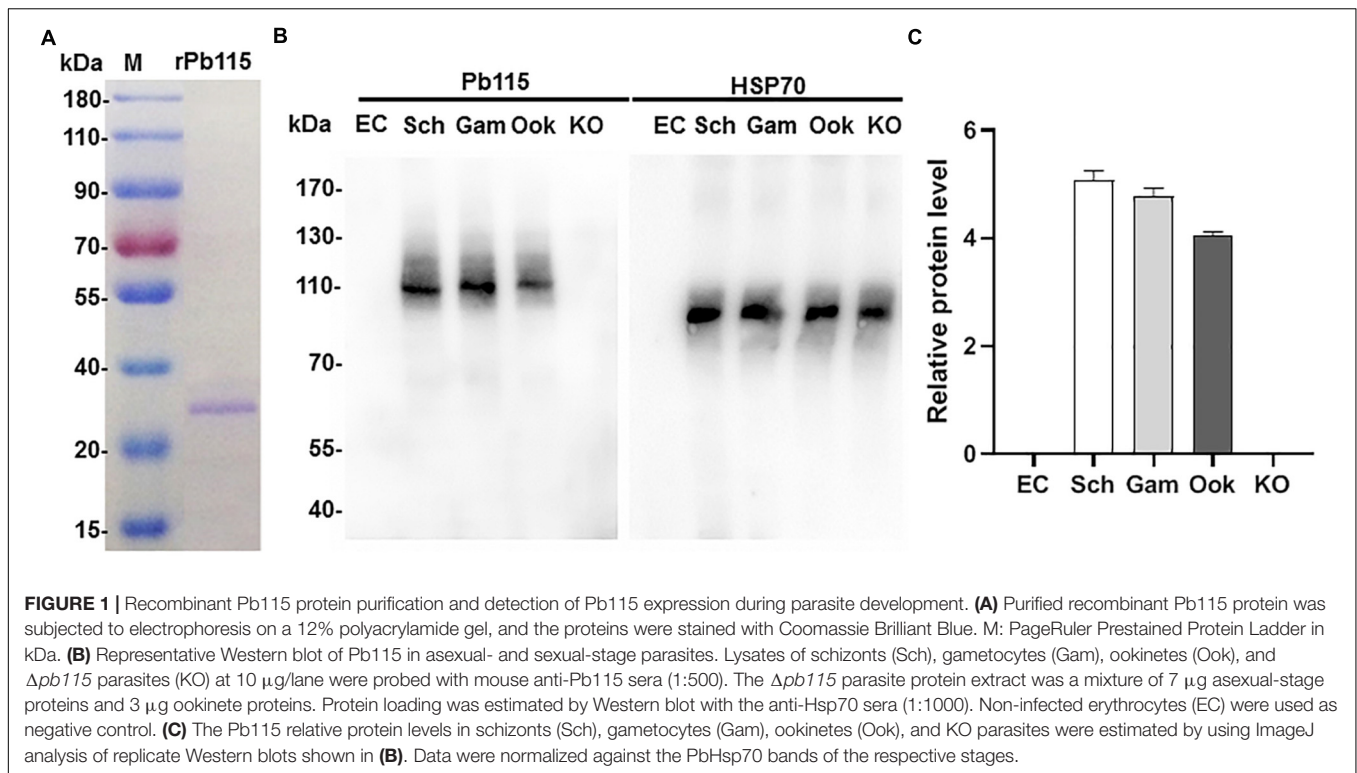 A
kDa M rPb115
180-
110-
90-
70-
55-
40-
20-
15-
B
Pb115 HSP70
kDa EC Sch Gam Ook KO EC Sch Gam Ook KO
170-
130-
110-
70-
55-
40-
C
Relative protein level
6
4
2
0
EC Sch Gam Ook KO
FIGURE 1 | Recombinant Pb115 protein purification and detection of Pb115 expression during parasite development. (A) Purified recombinant Pb115 protein was
subjected to electrophoresis on a 12% polyacrylamide gel, and the proteins were stained with Coomassie Brilliant Blue. M: PageRuler Prestained Protein Ladder in
kDa. (B) Representative Western blot of Pb115 in asexual- and sexual-stage parasites. Lysates of schizonts (Sch), gametocytes (Gam), ookinetes (Ook), and
Δpb115 parasites (KO) at 10 μg/lane were probed with mouse anti-Pb115 sera (1:500). The Δpb115 parasite protein extract was a mixture of 7 μg asexual-stage
proteins and 3 μg ookinete proteins. Protein loading was estimated by Western blot with the anti-Hsp70 sera (1:1000). Non-infected erythrocytes (EC) were used as
negative control. (C) The Pb115 relative protein levels in schizonts (Sch), gametocytes (Gam), ookinetes (Ook), and KO parasites were estimated by using ImageJ
analysis of replicate Western blots shown in (B). Data were normalized against the PbHsp70 bands of the respective stages.